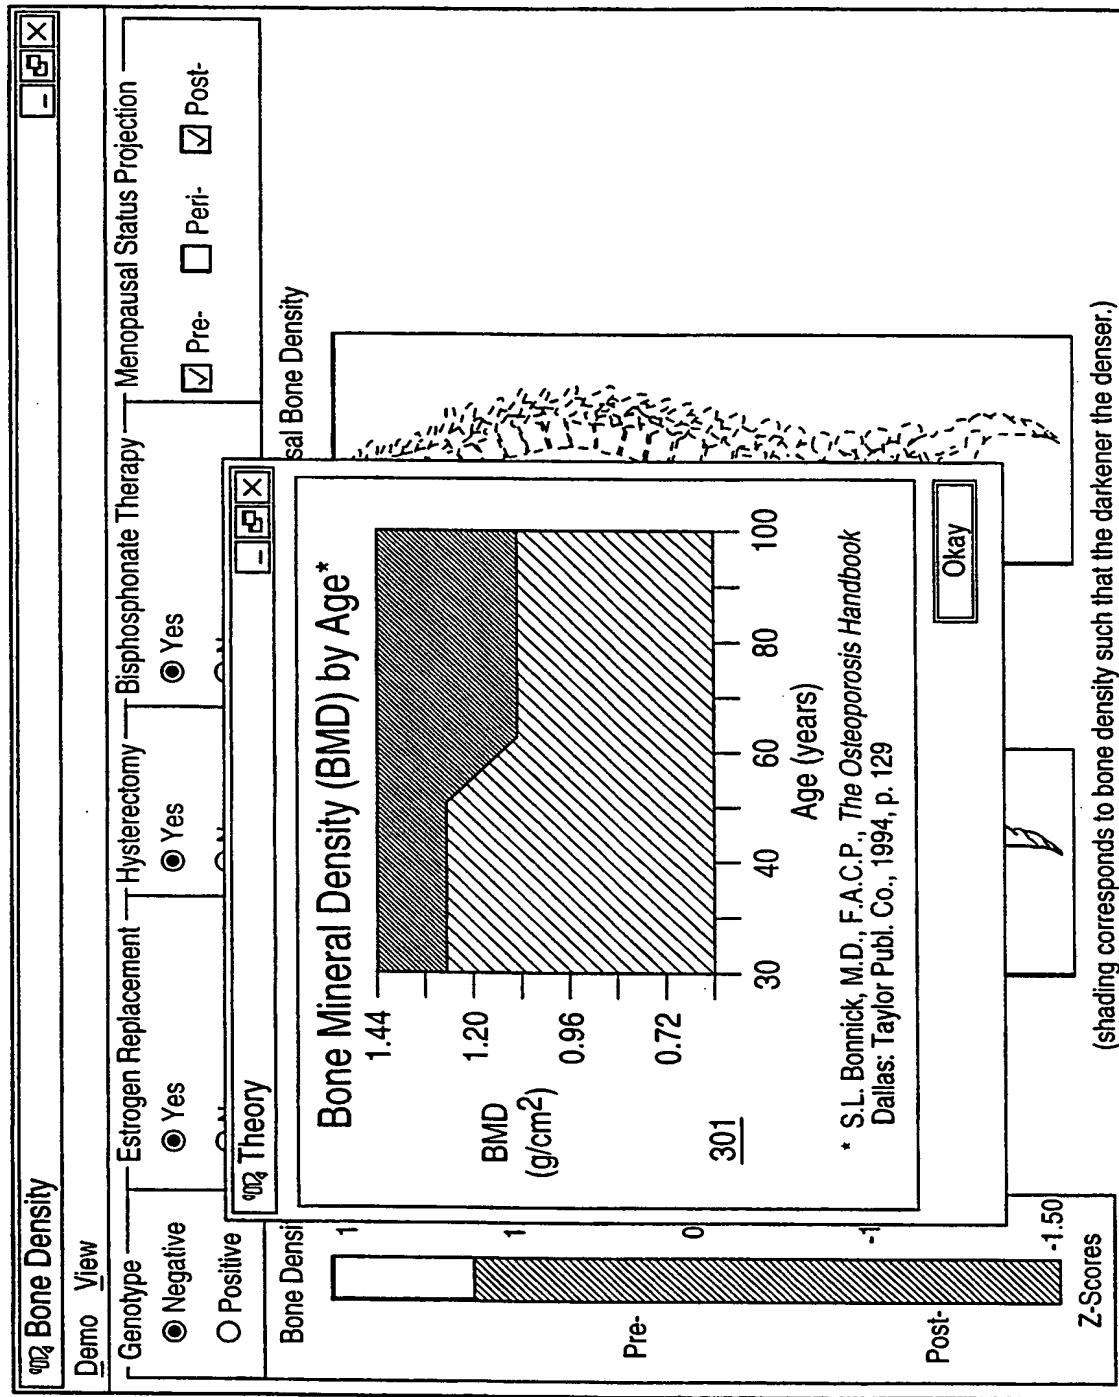 Bone Density
Demo View
Genotype
Negative
Positive
Estrogen Replacement
Yes
Hysterectomy
Yes
Bisphosphonate Therapy
Yes
Menopausal Status Projection
Pre- Peri- Post-
Bone Densi
sal Bone Density
1
1
0
-1
-1.50
Pre-
Post-
Z-Scores
Theory
Bone Mineral Density (BMD) by Age*
BMD
(g/cm²)
1.44
1.20
0.96
0.72
30 40 60 80 100
Age (years)
301
* S.L. Bonnick, M.D., F.A.C.P., The Osteoporosis Handbook
Dallas: Taylor Publ. Co., 1994, p. 129
Okay
(shading corresponds to bone density such that the darkener the denser.)